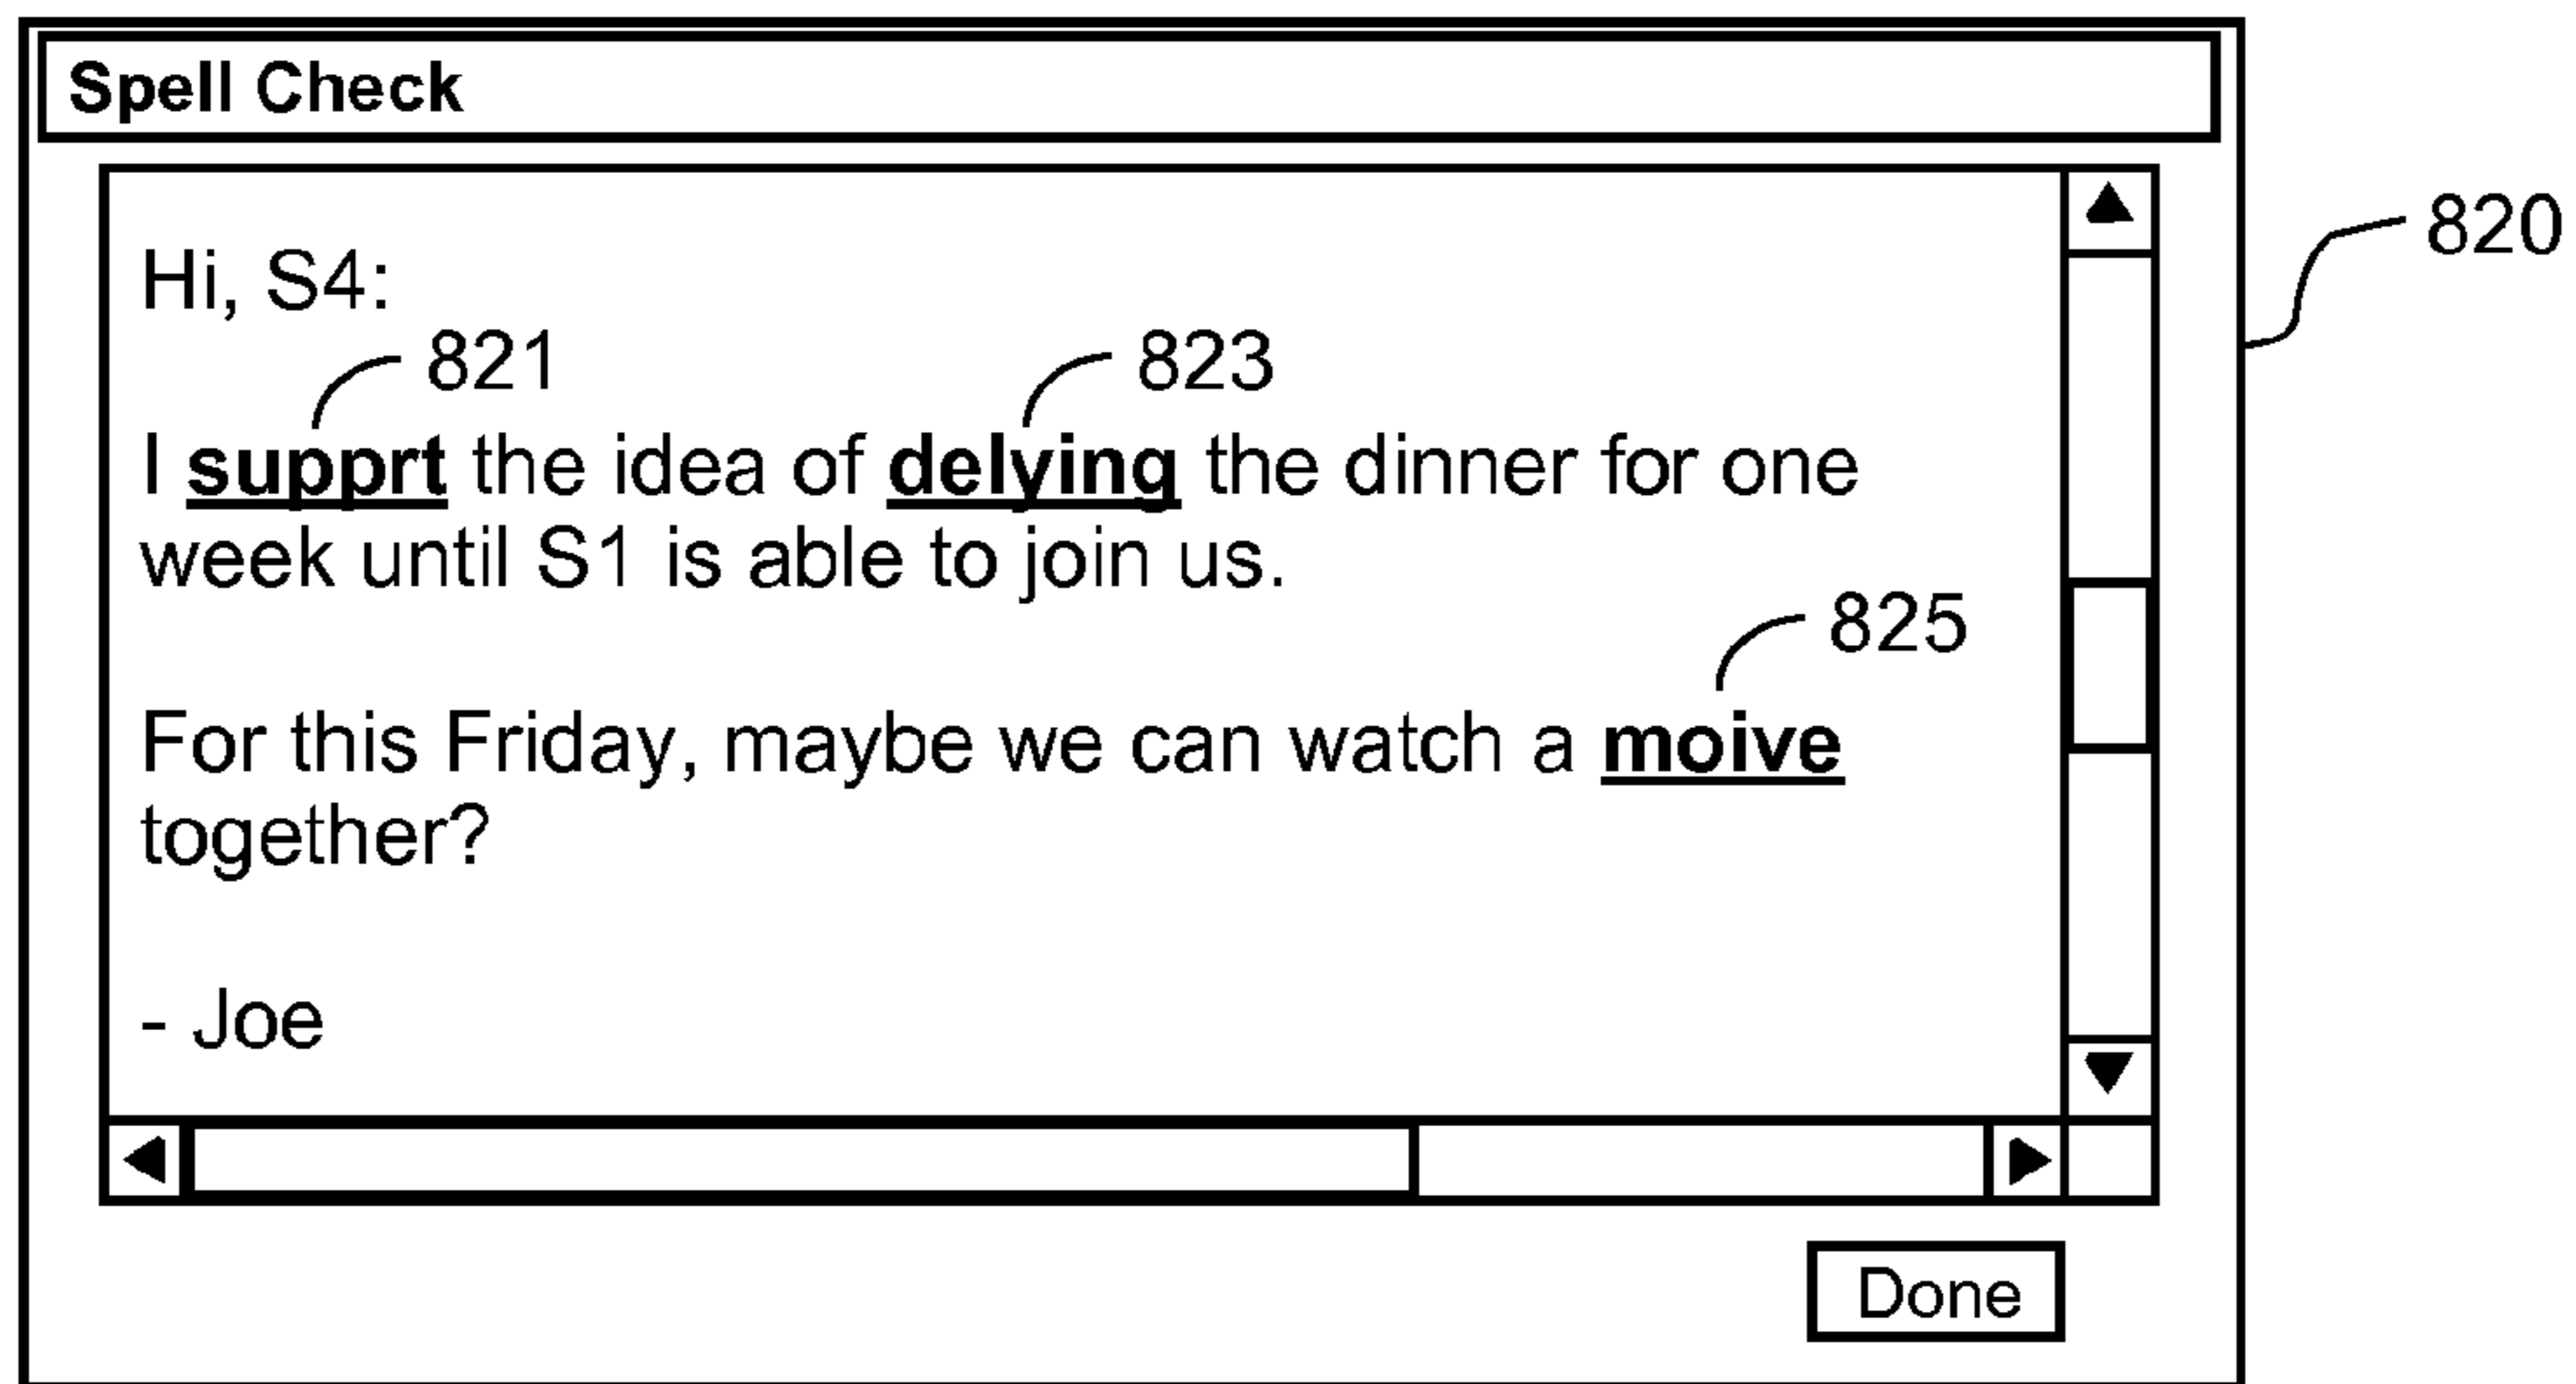 Spell Check
820
Hi, S4:
821 823
I supprt the idea of delying the dinner for one
week until S1 is able to join us.
825
For this Friday, maybe we can watch a moive
together?
- Joe
Done